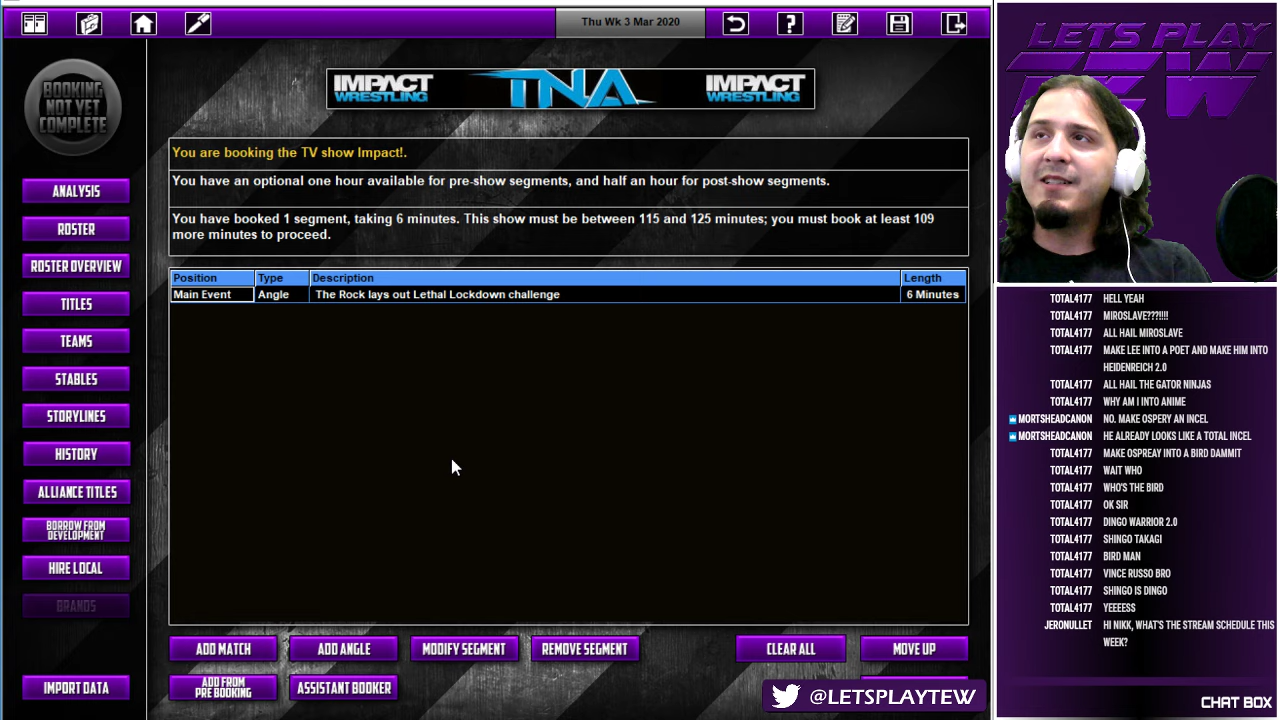 Thu Wk 3 Mar 2020
LETS PLAY
TEW
BOOKING
NOT YET
COMPLETE
IMPACT
WRESTLING
TNA
IMPACT
WRESTLING
You are booking the TV show Impact!.
You have an optional one hour available for pre-show segments, and half an hour for post-show segments.
You have booked 1 segment, taking 6 minutes. This show must be between 115 and 125 minutes; you must book at least 109
more minutes to proceed.
Position Type Description Length
Main Event Angle The Rock lays out Lethal Lockdown challenge 6 Minutes
ANALYSIS
ROSTER
ROSTER OVERVIEW
TITLES
TEAMS
STABLES
STORYLINES
HISTORY
ALLIANCE TITLES
BORROW FROM
DEVELOPMENT
HIRE LOCAL
BRANDS
IMPORT DATA
ADD MATCH ADD ANGLE MODIFY SEGMENT REMOVE SEGMENT CLEAR ALL MOVE UP
ADD FROM
PRE BOOKING
ASSISTANT BOOKER
@LETSPLAYTEW
TOTAL4177 HELL YEAH
TOTAL4177 MIROSLAVE???!!!!
TOTAL4177 ALL HAIL MIROSLAVE
TOTAL4177 MAKE LEE INTO A POET AND MAKE HIM INTO
HEIDENREICH 2.0
TOTAL4177 ALL HAIL THE GATOR NINJAS
TOTAL4177 WHY AM I INTO ANIME
MORTSHEADCANON NO. MAKE OSPERY AN INCEL
MORTSHEADCANON HE ALREADY LOOKS LIKE A TOTAL INCEL
TOTAL4177 MAKE OSPREAY INTO A BIRD DAMMIT
TOTAL4177 WAIT WHO
TOTAL4177 WHO'S THE BIRD
TOTAL4177 OK SIR
TOTAL4177 DINGO WARRIOR 2.0
TOTAL4177 SHINGO TAKAGI
TOTAL4177 BIRD MAN
TOTAL4177 VINCE RUSSO BRO
TOTAL4177 SHINGO IS DINGO
TOTAL4177 YEEEESS
JERONULLET HI NIKK, WHAT'S THE STREAM SCHEDULE THIS
WEEK?
CHAT BOX